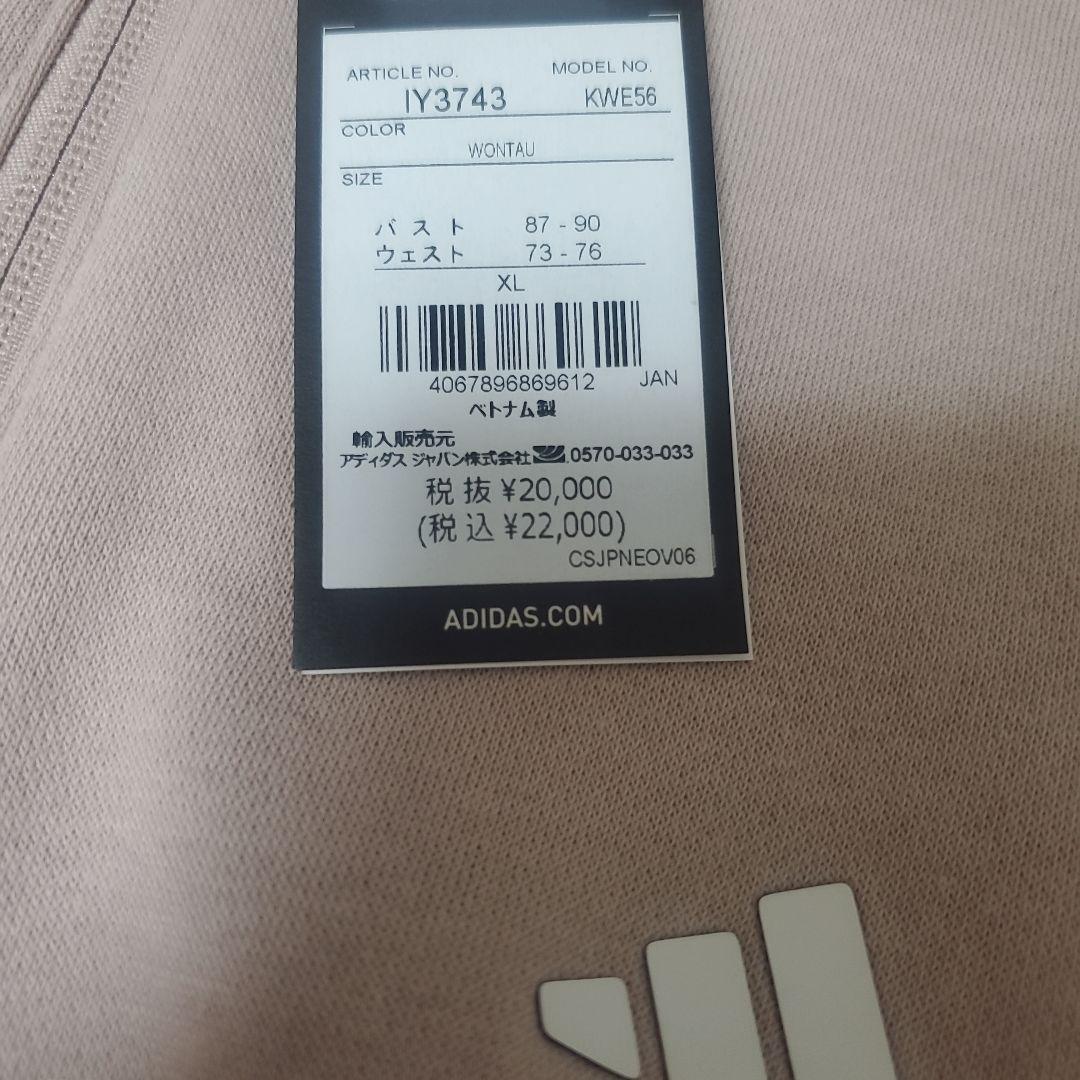 ARTICLE NO. MODEL NO.
IY3743 KWE56
COLOR
WONTAU
SIZE
バスト 87 - 90
ウェスト 73 - 76
XL
4067896869612 JAN
ベトナム製
輸入販売元
アディダス ジャパン株式会社 0570-033-033
税抜 ¥20,000
(税込 ¥22,000)
CSJPNEOV06
ADIDAS.COM